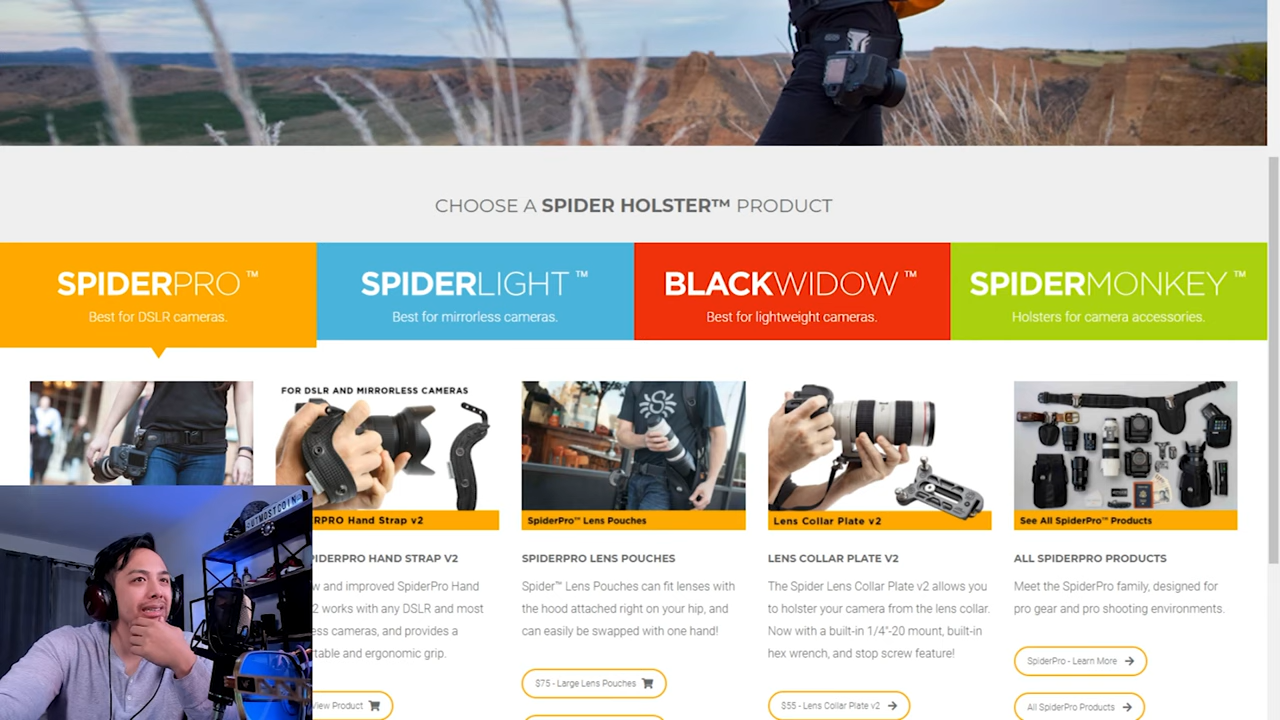 CHOOSE A SPIDER HOLSTER™ PRODUCT
SPIDERPRO™
Best for DSLR cameras.
SPIDERLIGHT™
Best for mirrorless cameras.
BLACKWIDOW™
Best for lightweight cameras.
SPIDERMONKEY™
Holsters for camera accessories.
FOR DSLR AND MIRRORLESS CAMERAS
RPRO Hand Strap v2
SpiderPro™ Lens Pouches
Lens Collar Plate v2
See All SpiderPro™ Products
PIDERPRO HAND STRAP V2
w and improved SpiderPro Hand
2 works with any DSLR and most
ess cameras, and provides a
rtable and ergonomic grip.
View Product
SPIDERPRO LENS POUCHES
Spider™ Lens Pouches can fit lenses with
the hood attached right on your hip, and
can easily be swapped with one hand!
$75 - Large Lens Pouches
LENS COLLAR PLATE V2
The Spider Lens Collar Plate v2 allows you
to holster your camera from the lens collar.
Now with a built-in 1/4"-20 mount, built-in
hex wrench, and stop screw feature!
$55 - Lens Collar Plate v2
ALL SPIDERPRO PRODUCTS
Meet the SpiderPro family, designed for
pro gear and pro shooting environments.
SpiderPro - Learn More
All SpiderPro Products